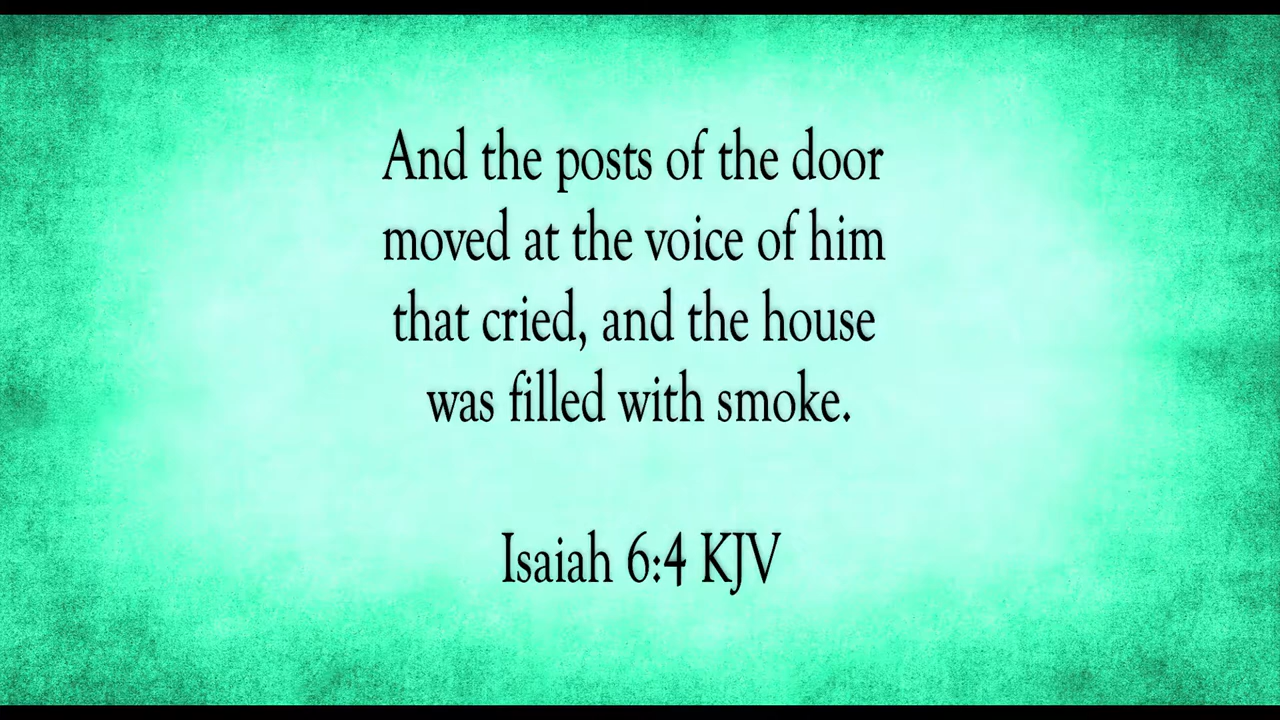 And the posts of the door
moved at the voice of him
that cried, and the house
was filled with smoke.
Isaiah 6:4 KJV